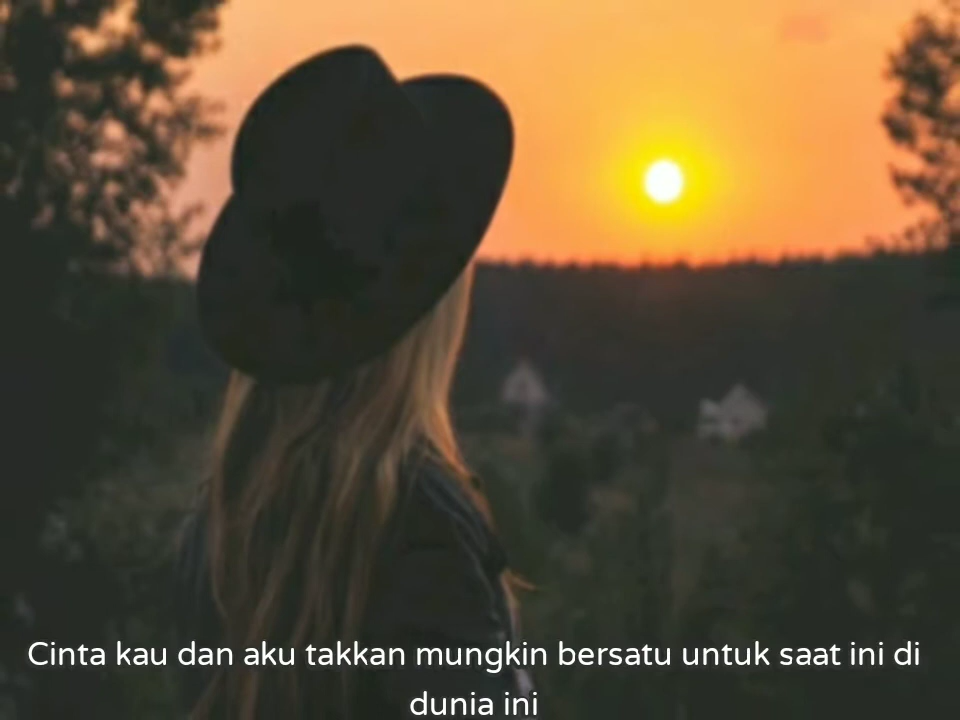 Cinta kau dan aku takkan mungkin bersatu untuk saat ini di
dunia ini